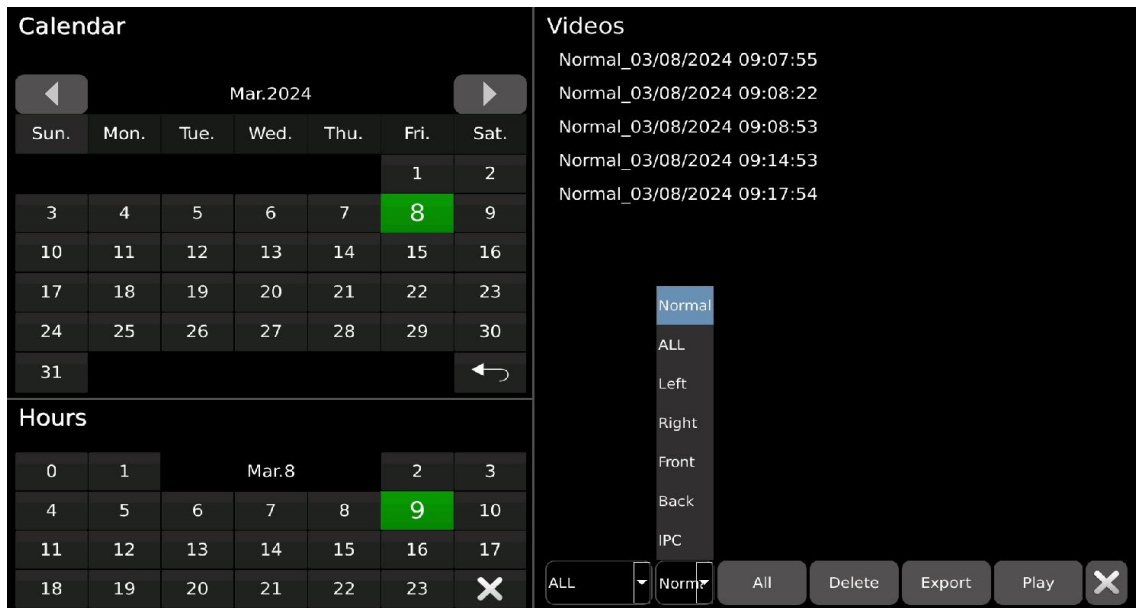 Calendar
Mar.2024
Sun. Mon. Tue. Wed. Thu. Fri. Sat.
1 2
3 4 5 6 7 8 9
10 11 12 13 14 15 16
17 18 19 20 21 22 23
24 25 26 27 28 29 30
31
Hours
0 1 Mar.8 2 3
4 5 6 7 8 9 10
11 12 13 14 15 16 17
18 19 20 21 22 23
Videos
Normal_03/08/2024 09:07:55
Normal_03/08/2024 09:08:22
Normal_03/08/2024 09:08:53
Normal_03/08/2024 09:14:53
Normal_03/08/2024 09:17:54
Normal
ALL
Left
Right
Front
Back
IPC
ALL Norm All Delete Export Play